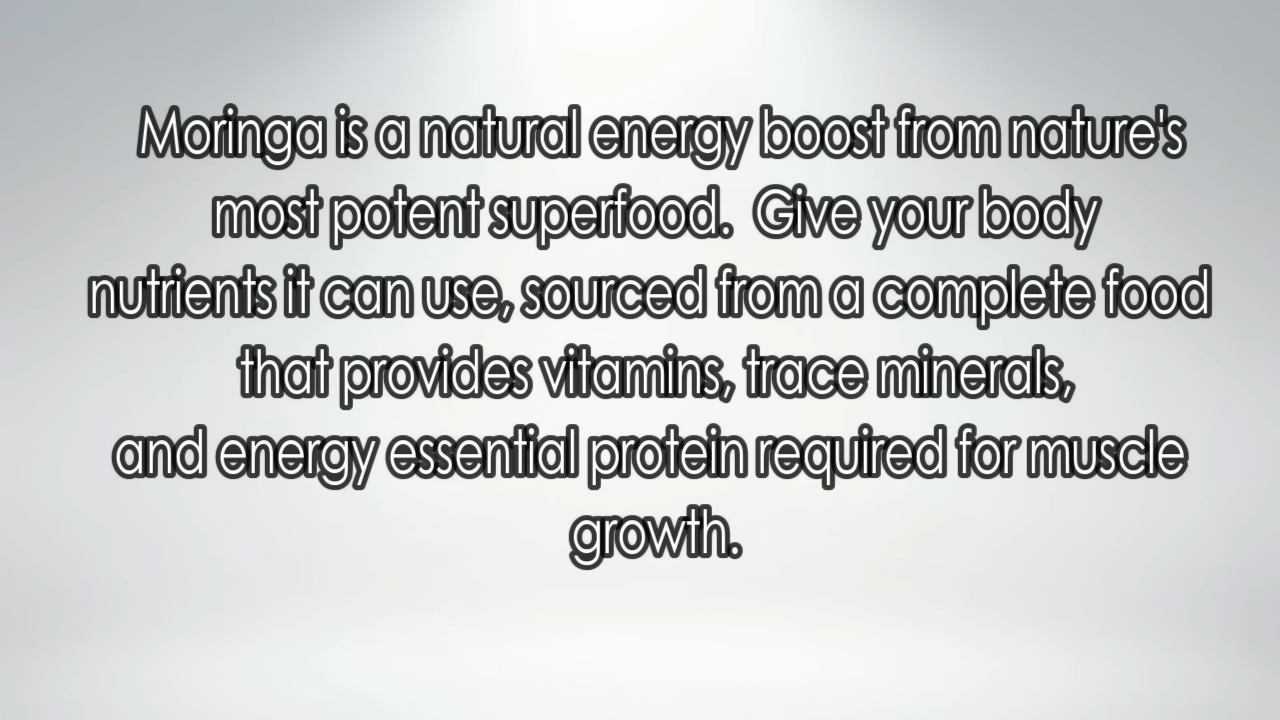 Moringa is a natural energy boost from nature's
most potent superfood.  Give your body
nutrients it can use, sourced from a complete food
that provides vitamins, trace minerals,
and energy essential protein required for muscle
growth.